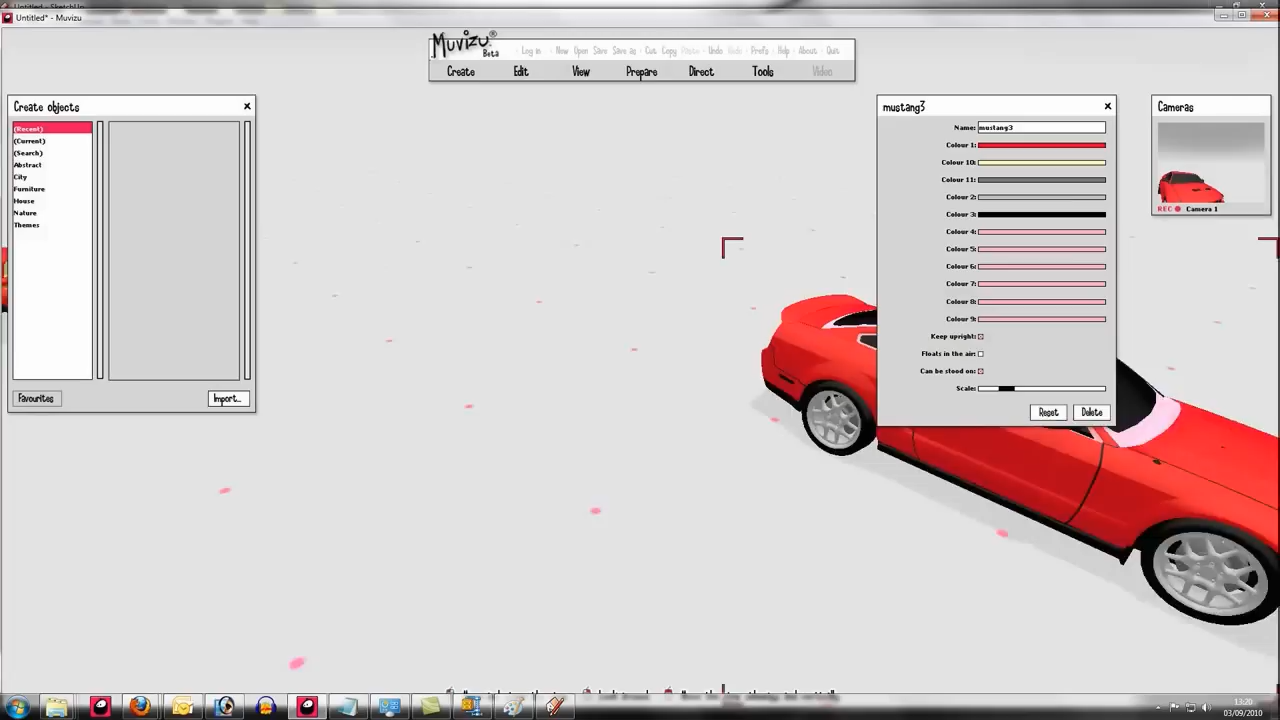 Untitled - SketchUp
Untitled* - Muvizu
Muvizu®
Beta
Log in New Open Save Save as Cut Copy Paste Undo Redo Prefs Help About Quit
Create Edit View Prepare Direct Tools Video
Create objects
(Recent)
(Current)
(Search)
Abstract
City
Furniture
House
Nature
Themes
Favourites
Import...
mustang3
Name: mustang3
Colour 1:
Colour 10:
Colour 11:
Colour 2:
Colour 3:
Colour 4:
Colour 5:
Colour 6:
Colour 7:
Colour 8:
Colour 9:
Keep upright:
Floats in the air:
Can be stood on:
Scale:
Reset Delete
Cameras
REC Camera 1
13:20
03/09/2010